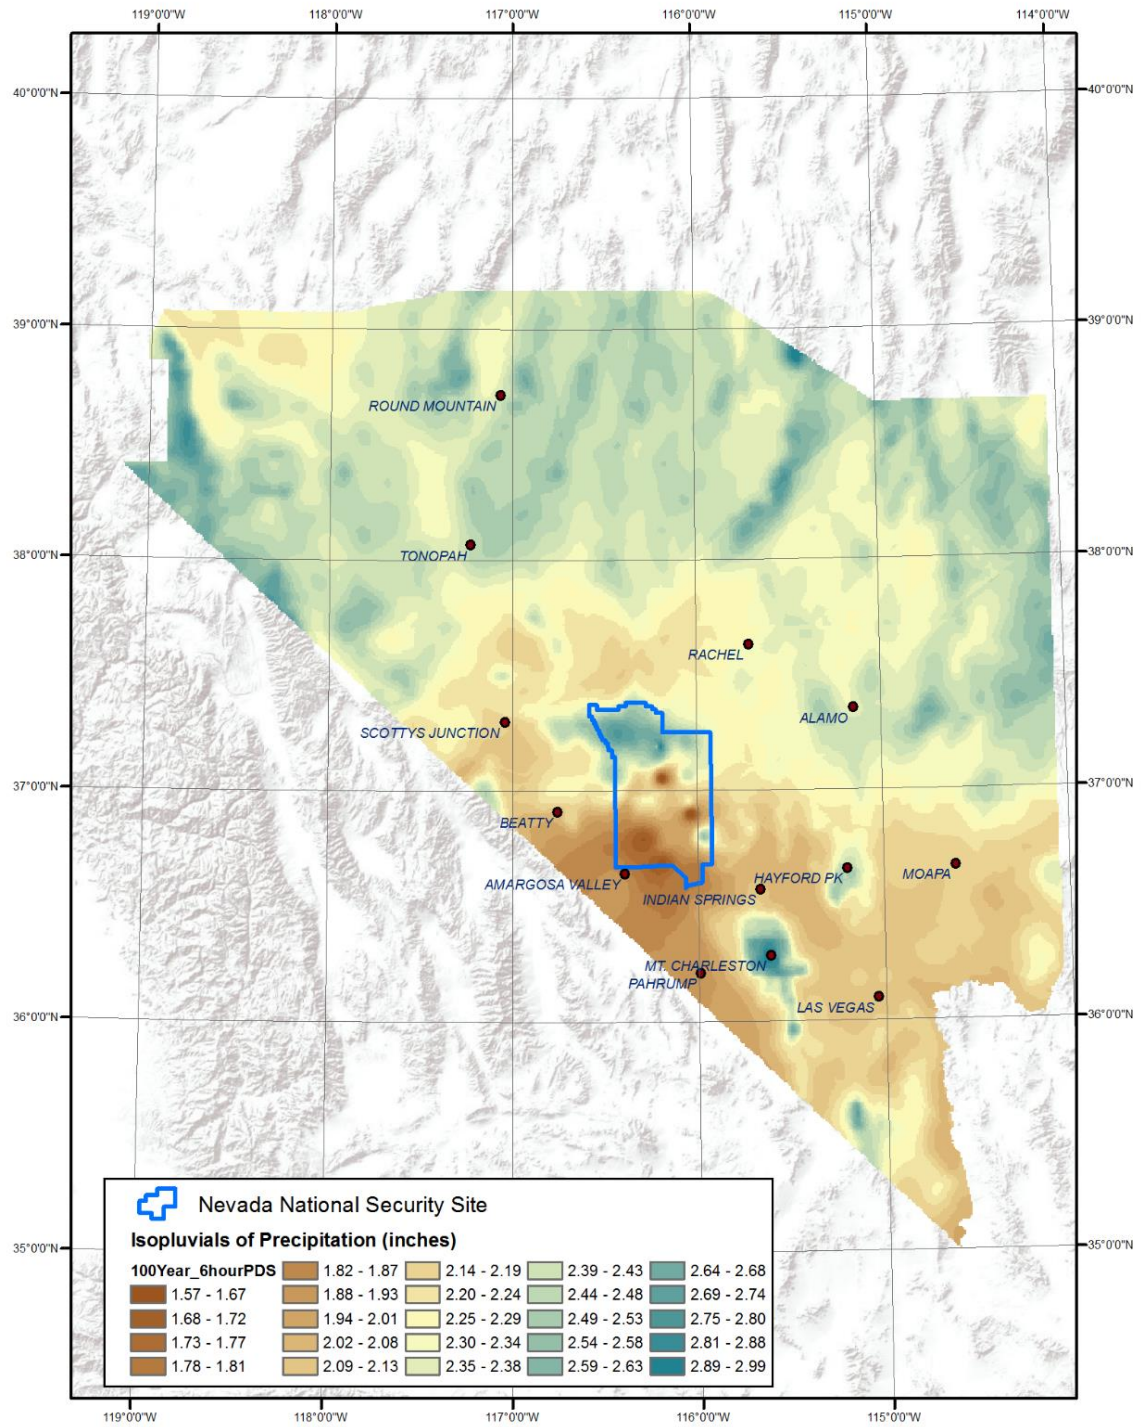 119°0'0"W 118°0'0"W 117°0'0"W 116°0'0"W 115°0'0"W 114°0'0"W
40°0'0"N 40°0'0"N
39°0'0"N 39°0'0"N
ROUND MOUNTAIN
38°0'0"N 38°0'0"N
TONOPAH
RACHEL
ALAMO
SCOTTYS JUNCTION
37°0'0"N 37°0'0"N
BEATTY
AMARGOSA VALLEY
HAYFORD PK
MOAPA
INDIAN SPRINGS
MT. CHARLESTON
PAHRUMP
LAS VEGAS
36°0'0"N 36°0'0"N
Nevada National Security Site
Isopluvials of Precipitation (inches)
35°0'0"N 35°0'0"N
100Year_6hourPDS 1.82 - 1.87 2.14 - 2.19 2.39 - 2.43 2.64 - 2.68
1.57 - 1.67 1.88 - 1.93 2.20 - 2.24 2.44 - 2.48 2.69 - 2.74
1.68 - 1.72 1.94 - 2.01 2.25 - 2.29 2.49 - 2.53 2.75 - 2.80
1.73 - 1.77 2.02 - 2.08 2.30 - 2.34 2.54 - 2.58 2.81 - 2.88
1.78 - 1.81 2.09 - 2.13 2.35 - 2.38 2.59 - 2.63 2.89 - 2.99
119°0'0"W 118°0'0"W 117°0'0"W 116°0'0"W 115°0'0"W